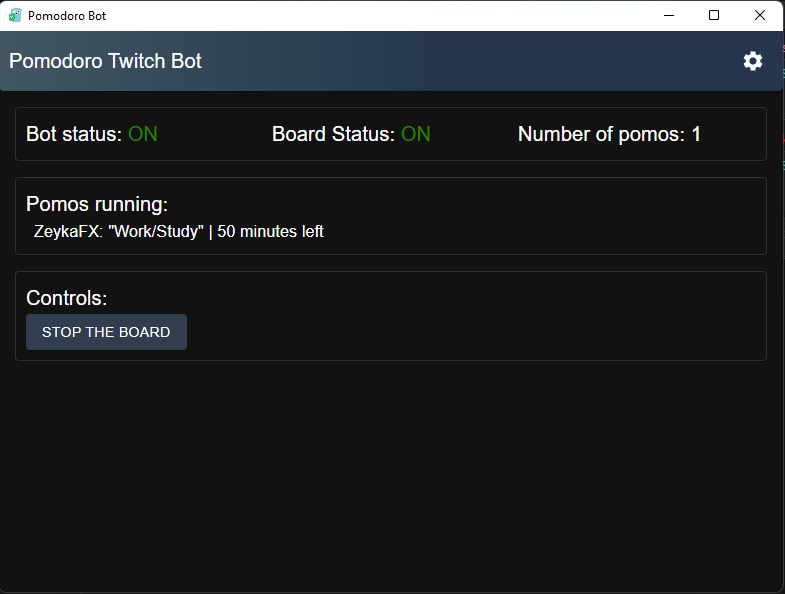 Pomodoro Bot
Pomodoro Twitch Bot
Bot status: ON Board Status: ON Number of pomos: 1
Pomos running:
ZeykaFX: "Work/Study" | 50 minutes left
Controls:
STOP THE BOARD